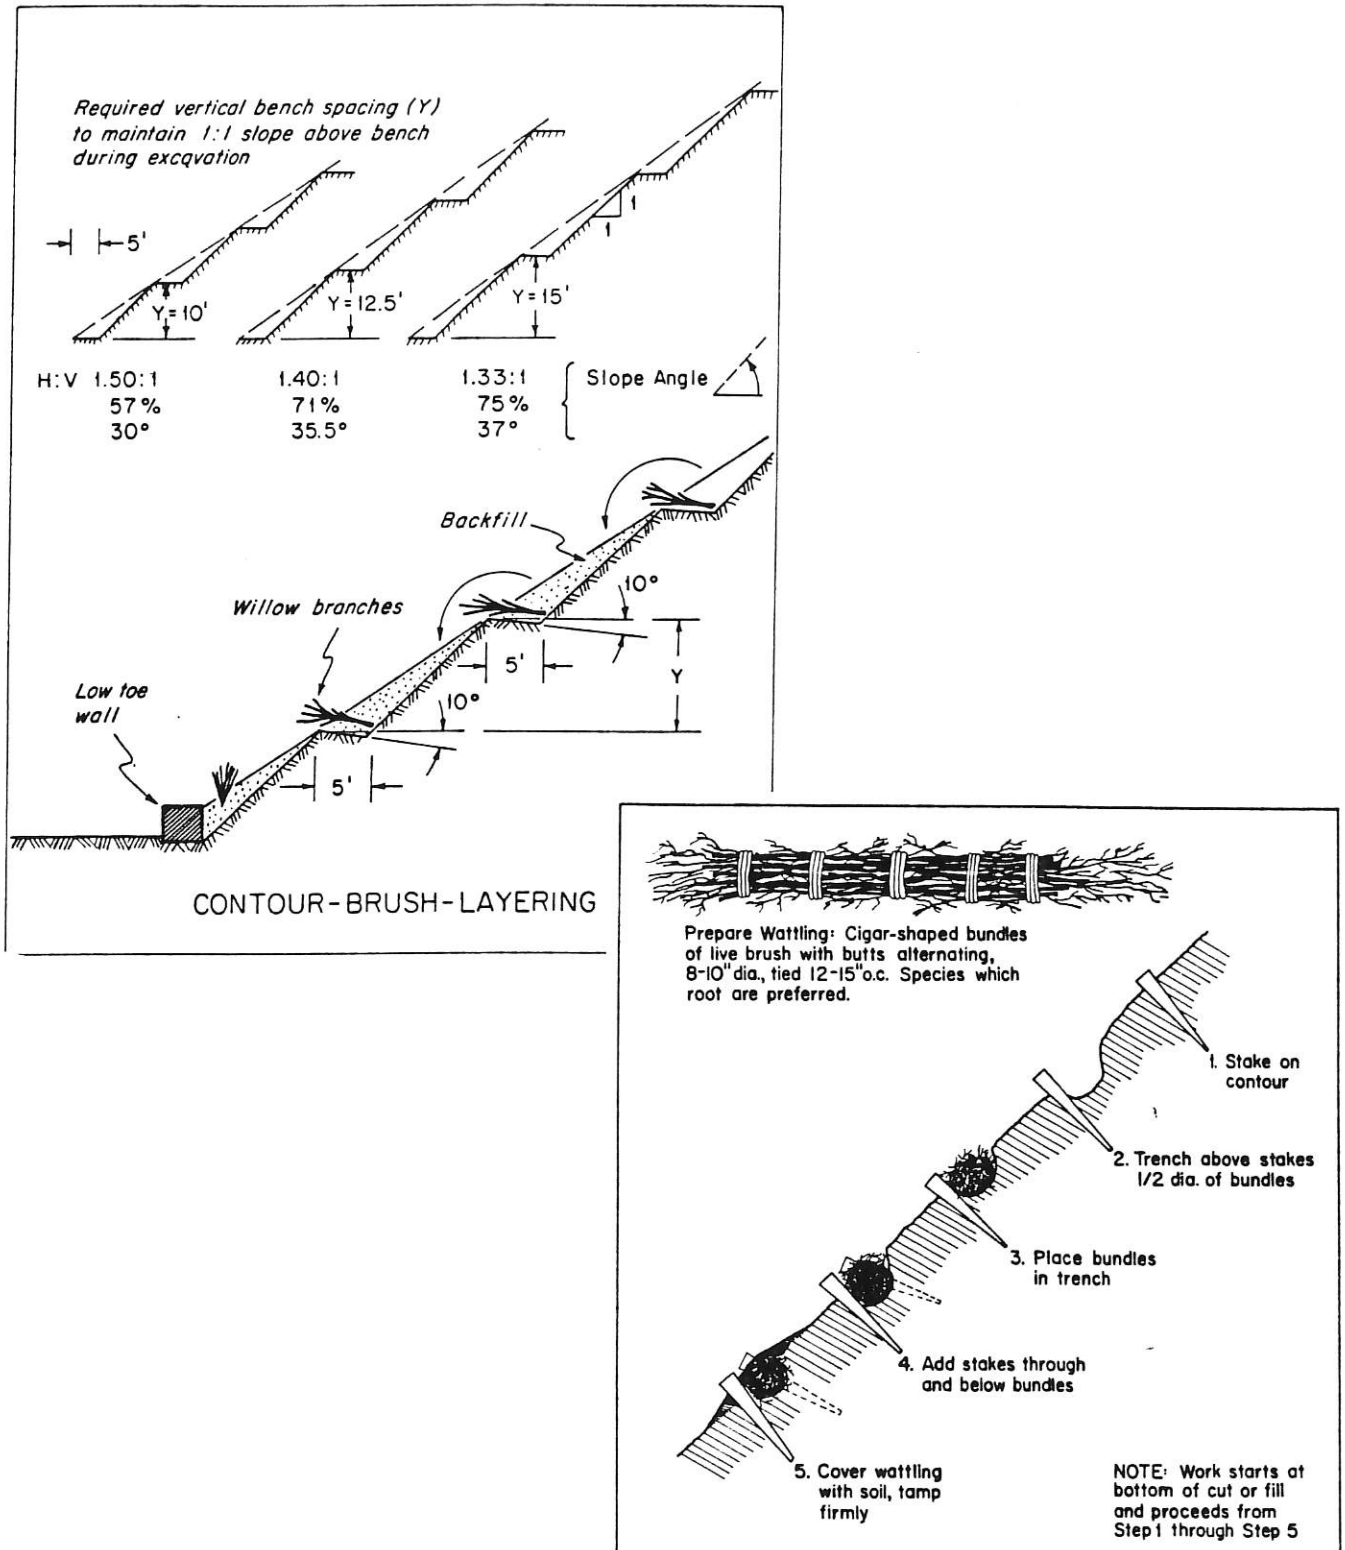 Required vertical bench spacing (Y)
to maintain 1:1 slope above bench
during excavation
5'
Y=10'
Y=12.5'
Y=15'
1
1
H:V 1.50:1 1.40:1 1.33:1 Slope Angle
57% 71% 75%
30° 35.5° 37°
Backfill
10°
Willow branches
5'
Y
Low toe
wall
10°
5'
CONTOUR-BRUSH-LAYERING
Prepare Wattling: Cigar-shaped bundles
of live brush with butts alternating,
8-10" dia., tied 12-15" o.c. Species which
root are preferred.
1. Stake on
contour
2. Trench above stakes
1/2 dia. of bundles
3. Place bundles
in trench
4. Add stakes through
and below bundles
5. Cover wattling
with soil, tamp
firmly
NOTE: Work starts at
bottom of cut or fill
and proceeds from
Step 1 through Step 5